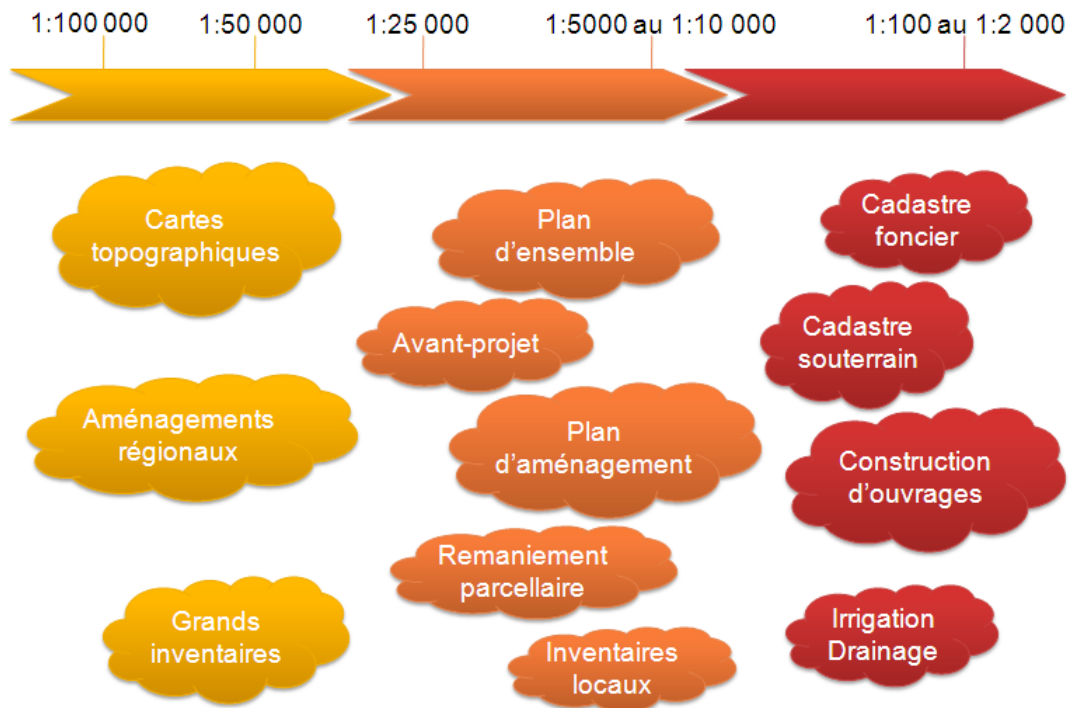 1:100 000
1:50 000
1:25 000
1:5000 au 1:10 000
1:100 au 1:2 000
Cartes
topographiques
Aménagements
régionaux
Grands
inventaires
Plan
d’ensemble
Avant-projet
Plan
d’aménagement
Remaniement
parcellaire
Inventaires
locaux
Cadastre
foncier
Cadastre
souterrain
Construction
d’ouvrages
Irrigation
Drainage